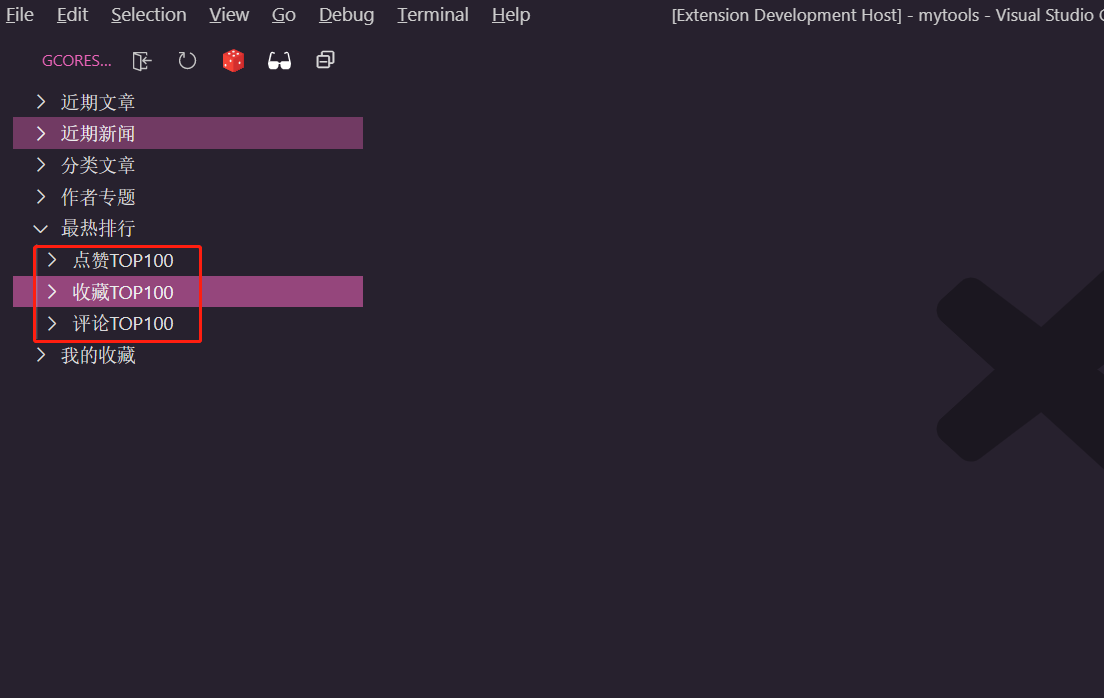 File Edit Selection View Go Debug Terminal Help [Extension Development Host] - mytools - Visual Studio
GCORES...
近期文章
近期新闻
分类文章
作者专题
最热排行
点赞TOP100
收藏TOP100
评论TOP100
我的收藏